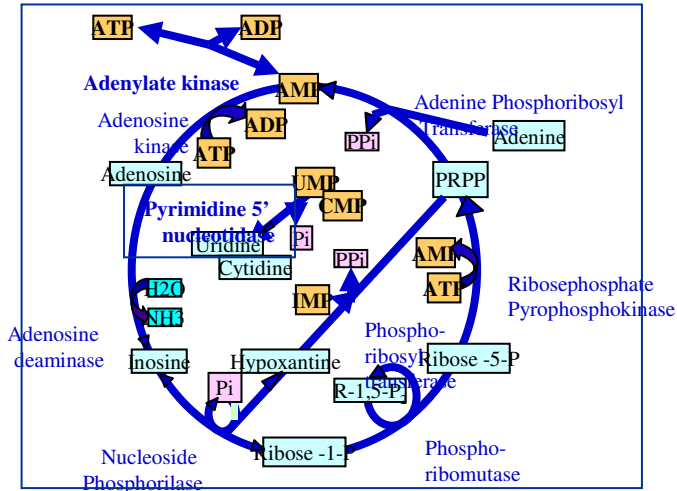 ATP
ADP
Adenylate kinase
AMP
Adenosine
kinase
ADP
ATP
Adenine Phosphoribosyl
Transferase
Adenine
PPi
Adenosine
PRPP
UMP
CMP
Pyrimidine 5’
nucleotidase
Uridine
Cytidine
Pi
PPi
AMP
ATP
IMP
H2O
NH3
Ribosephosphate
Pyrophosphokinase
Adenosine
deaminase
Phospho-
ribosyl
transferase
Inosine
Hypoxantine
Ribose -5-P
Pi
R-1,5-P2
Ribose -1-P
Nucleoside
Phosphorilase
Phospho-
ribomutase